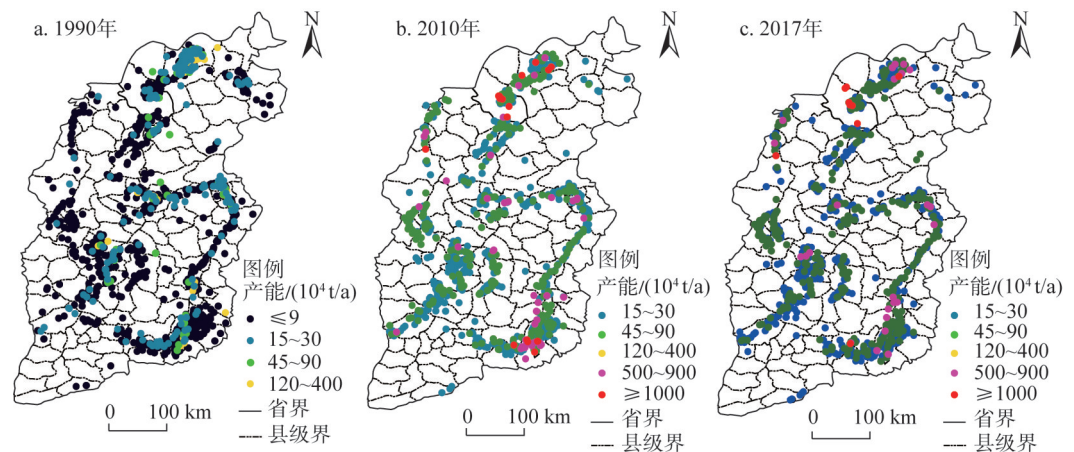 a. 1990年
N
图例
产能/(10⁴ t/a)
≤9
15~30
45~90
120~400
省界
县级界
0 100 km
b. 2010年
N
图例
产能/(10⁴ t/a)
15~30
45~90
120~400
500~900
≥1000
省界
县级界
0 100 km
c. 2017年
N
图例
产能/(10⁴ t/a)
15~30
45~90
120~400
500~900
≥1000
省界
县级界
0 100 km